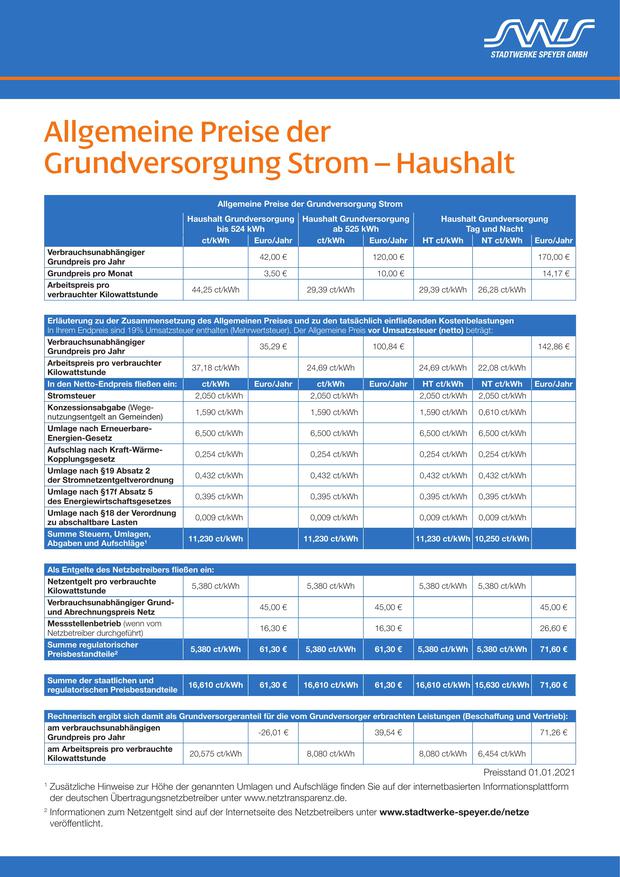 SWS
STADTWERKE SPEYER GMBH
Allgemeine Preise der
Grundversorgung Strom – Haushalt
Allgemeine Preise der Grundversorgung Strom
Haushalt Grundversorgung bis 524 kWh Haushalt Grundversorgung ab 525 kWh Haushalt Grundversorgung Tag und Nacht
ct/kWh Euro/Jahr ct/kWh Euro/Jahr HT ct/kWh NT ct/kWh Euro/Jahr
Verbrauchsunabhängiger
Grundpreis pro Jahr 42,00 € 120,00 € 170,00 €
Grundpreis pro Monat 3,50 € 10,00 € 14,17 €
Arbeitspreis pro
verbrauchter Kilowattstunde 44,25 ct/kWh 29,39 ct/kWh 29,39 ct/kWh 26,28 ct/kWh
Erläuterung zu der Zusammensetzung des Allgemeinen Preises und zu den tatsächlich einfließenden Kostenbelastungen
In Ihrem Endpreis sind 19% Umsatzsteuer enthalten (Mehrwertsteuer). Der Allgemeine Preis vor Umsatzsteuer (netto) beträgt:
Verbrauchsunabhängiger
Grundpreis pro Jahr 35,29 € 100,84 € 142,86 €
Arbeitspreis pro verbrauchter
Kilowattstunde 37,18 ct/kWh 24,69 ct/kWh 24,69 ct/kWh 22,08 ct/kWh
In den Netto-Endpreis fließen ein: ct/kWh Euro/Jahr ct/kWh Euro/Jahr HT ct/kWh NT ct/kWh Euro/Jahr
Stromsteuer 2,050 ct/kWh 2,050 ct/kWh 2,050 ct/kWh 2,050 ct/kWh
Konzessionsabgabe (Wege-
nutzungsentgelt an Gemeinden) 1,590 ct/kWh 1,590 ct/kWh 1,590 ct/kWh 0,610 ct/kWh
Umlage nach Erneuerbare-
Energien-Gesetz 6,500 ct/kWh 6,500 ct/kWh 6,500 ct/kWh 6,500 ct/kWh
Aufschlag nach Kraft-Wärme-
Kopplungsgesetz 0,254 ct/kWh 0,254 ct/kWh 0,254 ct/kWh 0,254 ct/kWh
Umlage nach §19 Absatz 2
der Stromnetzentgeltverordnung 0,432 ct/kWh 0,432 ct/kWh 0,432 ct/kWh 0,432 ct/kWh
Umlage nach §17f Absatz 5
des Energiewirtschaftsgesetzes 0,395 ct/kWh 0,395 ct/kWh 0,395 ct/kWh 0,395 ct/kWh
Umlage nach §18 der Verordnung
zu abschaltbare Lasten 0,009 ct/kWh 0,009 ct/kWh 0,009 ct/kWh 0,009 ct/kWh
Summe Steuern, Umlagen,
Abgaben und Aufschläge¹ 11,230 ct/kWh 11,230 ct/kWh 11,230 ct/kWh 10,250 ct/kWh
Als Entgelte des Netzbetreibers fließen ein:
Netzentgelt pro verbrauchte
Kilowattstunde 5,380 ct/kWh 5,380 ct/kWh 5,380 ct/kWh 5,380 ct/kWh
Verbrauchsunabhängiger Grund-
und Abrechnungspreis Netz 45,00 € 45,00 € 45,00 €
Messstellenbetrieb (wenn vom
Netzbetreiber durchgeführt) 16,30 € 16,30 € 26,60 €
Summe regulatorischer
Preisbestandteile² 5,380 ct/kWh 61,30 € 5,380 ct/kWh 61,30 € 5,380 ct/kWh 5,380 ct/kWh 71,60 €
Summe der staatlichen und
regulatorischen Preisbestandteile 16,610 ct/kWh 61,30 € 16,610 ct/kWh 61,30 € 16,610 ct/kWh 15,630 ct/kWh 71,60 €
Rechnerisch ergibt sich damit als Grundversorgeranteil für die vom Grundversorger erbrachten Leistungen (Beschaffung und Vertrieb):
am verbrauchsunabhängigen
Grundpreis pro Jahr -26,01 € 39,54 € 71,26 €
am Arbeitspreis pro verbrauchte
Kilowattstunde 20,575 ct/kWh 8,080 ct/kWh 8,080 ct/kWh 6,454 ct/kWh
Preisstand 01.01.2021
¹ Zusätzliche Hinweise zur Höhe der genannten Umlagen und Aufschläge finden Sie auf der internetbasierten Informationsplattform
der deutschen Übertragungsnetzbetreiber unter www.netztransparenz.de.
² Informationen zum Netzentgelt sind auf der Internetseite des Netzbetreibers unter www.stadtwerke-speyer.de/netze
veröffentlicht.